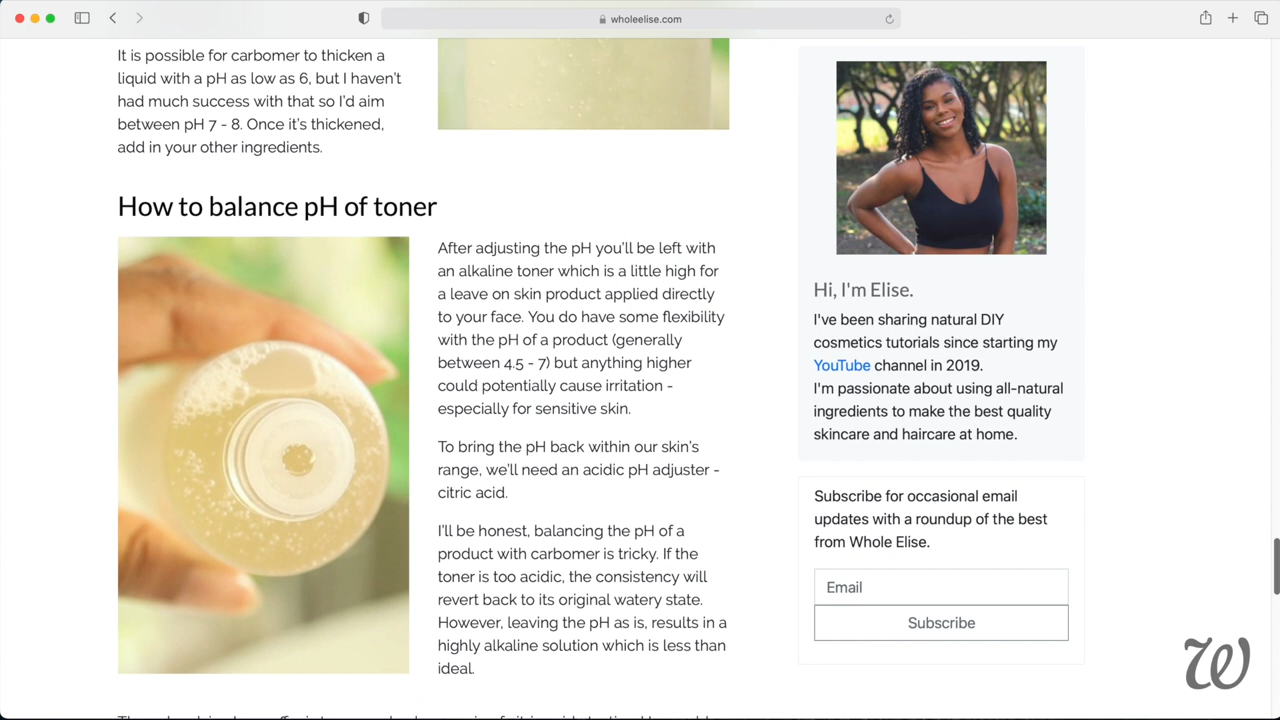 wholeelise.com
It is possible for carbomer to thicken a
liquid with a pH as low as 6, but I haven't
had much success with that so I'd aim
between pH 7 - 8. Once it's thickened,
add in your other ingredients.
How to balance pH of toner
After adjusting the pH you'll be left with
an alkaline toner which is a little high for
a leave on skin product applied directly
to your face. You do have some flexibility
with the pH of a product (generally
between 4.5 - 7) but anything higher
could potentially cause irritation -
especially for sensitive skin.
To bring the pH back within our skin's
range, we'll need an acidic pH adjuster -
citric acid.
I'll be honest, balancing the pH of a
product with carbomer is tricky. If the
toner is too acidic, the consistency will
revert back to its original watery state.
However, leaving the pH as is, results in a
highly alkaline solution which is less than
ideal.
Hi, I'm Elise.
I've been sharing natural DIY
cosmetics tutorials since starting my
YouTube channel in 2019.
I'm passionate about using all-natural
ingredients to make the best quality
skincare and haircare at home.
Subscribe for occasional email
updates with a roundup of the best
from Whole Elise.
Email
Subscribe
w